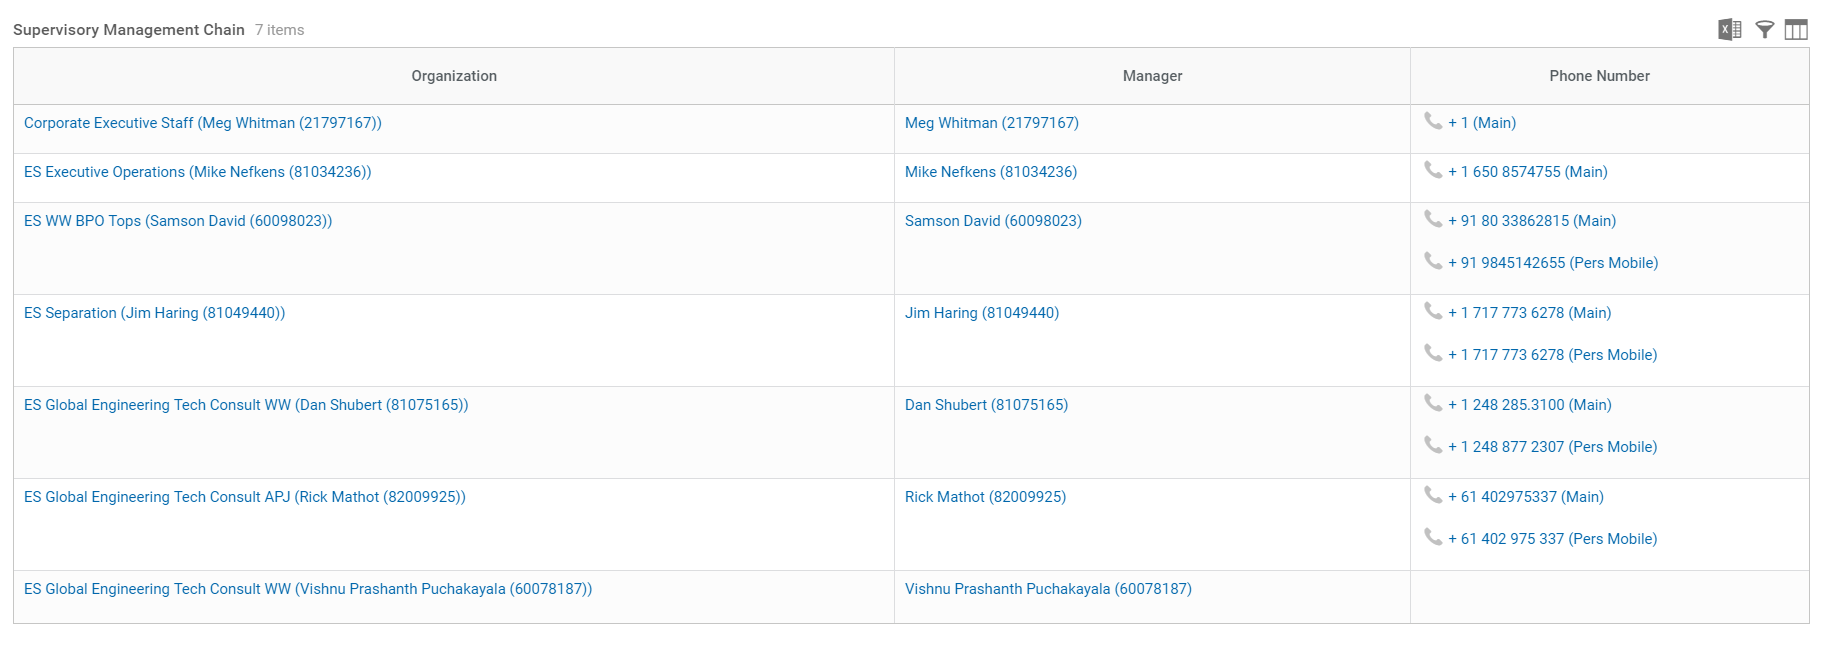 Supervisory Management Chain 7 items
Organization Manager Phone Number
Corporate Executive Staff (Meg Whitman (21797167)) Meg Whitman (21797167) + 1 (Main)
ES Executive Operations (Mike Nefkens (81034236)) Mike Nefkens (81034236) + 1 650 8574755 (Main)
ES WW BPO Tops (Samson David (60098023)) Samson David (60098023) + 91 80 33862815 (Main)
+ 91 9845142655 (Pers Mobile)
ES Separation (Jim Haring (81049440)) Jim Haring (81049440) + 1 717 773 6278 (Main)
+ 1 717 773 6278 (Pers Mobile)
ES Global Engineering Tech Consult WW (Dan Shubert (81075165)) Dan Shubert (81075165) + 1 248 285.3100 (Main)
+ 1 248 877 2307 (Pers Mobile)
ES Global Engineering Tech Consult APJ (Rick Mathot (82009925)) Rick Mathot (82009925) + 61 402975337 (Main)
+ 61 402 975 337 (Pers Mobile)
ES Global Engineering Tech Consult WW (Vishnu Prashanth Puchakayala (60078187)) Vishnu Prashanth Puchakayala (60078187)